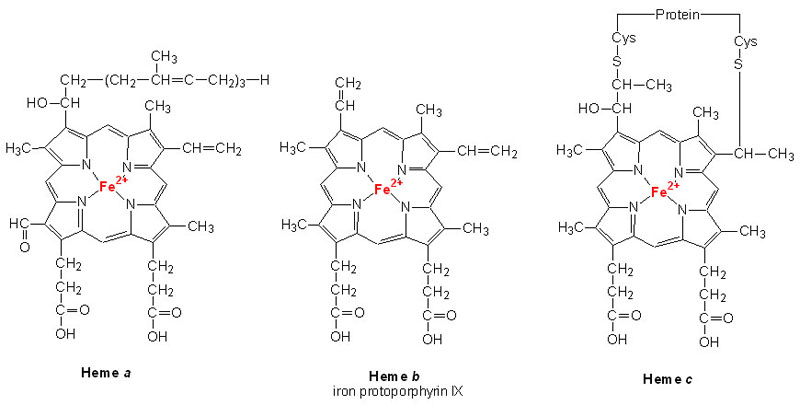 CH3
CH2—(CH2—CH=C—CH2)3—H
HO—CH
CH3
H3C
CH=CH2
N N
Fe2+
N N
HC
O
CH3
CH2
CH2
CH2
CH2
C=O
C=O
OH
OH
Heme a
CH2
CH
CH3
H3C
CH=CH2
N N
Fe2+
N N
H3C
CH3
CH2
CH2
CH2
CH2
C=O
C=O
OH
OH
Heme b
iron protoporphyrin IX
Protein
Cys
Cys
S
S
CH—CH3
HO—CH
CH3
H3C
CH—CH3
N N
Fe2+
N N
H3C
CH3
CH2
CH2
CH2
CH2
C=O
C=O
OH
OH
Heme c